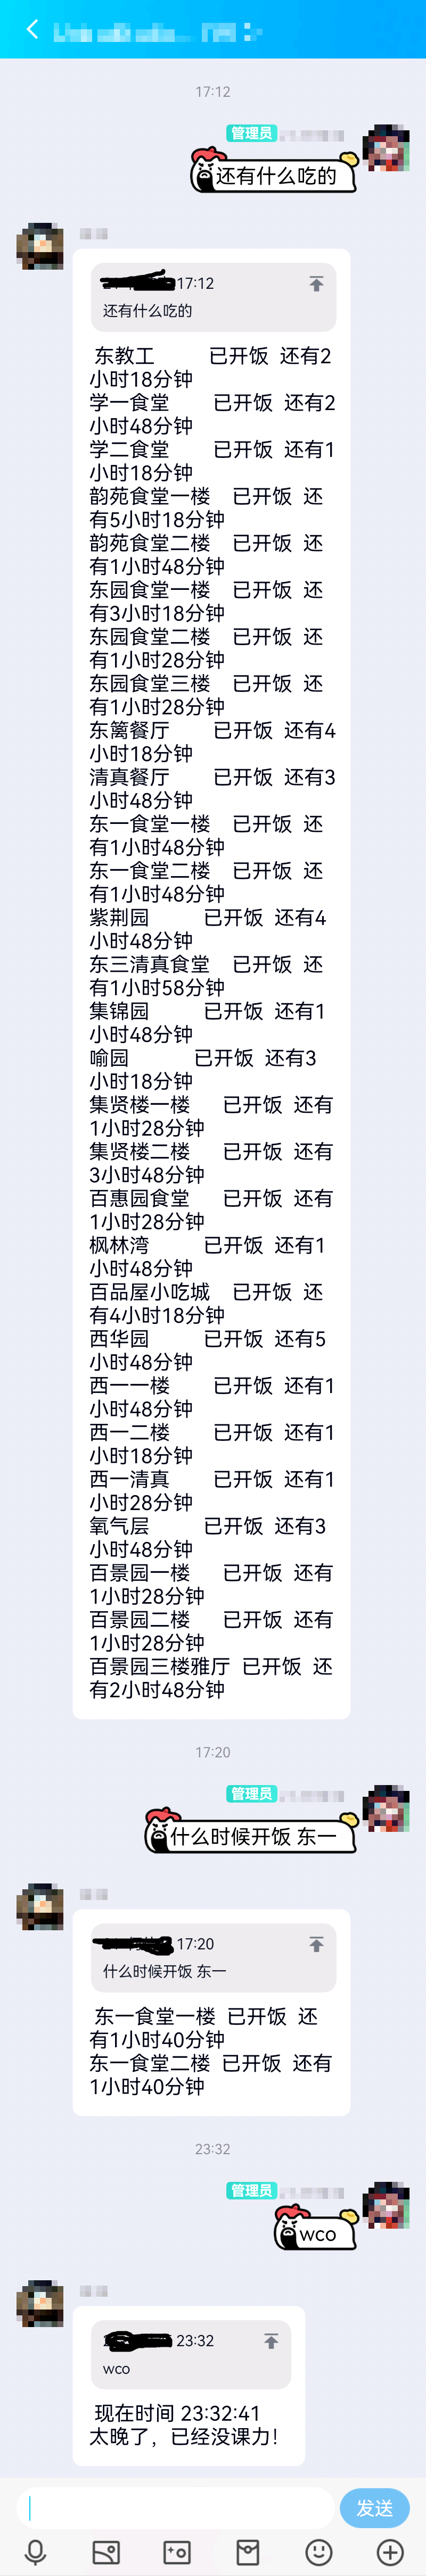 17:12
管理员
还有什么吃的
17:12
还有什么吃的
东教工 已开饭 还有2
小时18分钟
学一食堂 已开饭 还有2
小时48分钟
学二食堂 已开饭 还有1
小时18分钟
韵苑食堂一楼 已开饭 还
有5小时18分钟
韵苑食堂二楼 已开饭 还
有1小时48分钟
东园食堂一楼 已开饭 还
有3小时18分钟
东园食堂二楼 已开饭 还
有1小时28分钟
东园食堂三楼 已开饭 还
有1小时28分钟
东篱餐厅 已开饭 还有4
小时18分钟
清真餐厅 已开饭 还有3
小时48分钟
东一食堂一楼 已开饭 还
有1小时48分钟
东一食堂二楼 已开饭 还
有1小时48分钟
紫荆园 已开饭 还有4
小时48分钟
东三清真食堂 已开饭 还
有1小时58分钟
集锦园 已开饭 还有1
小时48分钟
喻园 已开饭 还有3
小时18分钟
集贤楼一楼 已开饭 还有
1小时28分钟
集贤楼二楼 已开饭 还有
3小时48分钟
百惠园食堂 已开饭 还有
1小时28分钟
枫林湾 已开饭 还有1
小时48分钟
百品屋小吃城 已开饭 还
有4小时18分钟
西华园 已开饭 还有5
小时48分钟
西一一楼 已开饭 还有1
小时48分钟
西一二楼 已开饭 还有1
小时18分钟
西一清真 已开饭 还有1
小时28分钟
氧气层 已开饭 还有3
小时48分钟
百景园一楼 已开饭 还有
1小时28分钟
百景园二楼 已开饭 还有
1小时28分钟
百景园三楼雅厅 已开饭 还
有2小时48分钟
17:20
管理员
什么时候开饭 东一
17:20
什么时候开饭 东一
东一食堂一楼 已开饭 还
有1小时40分钟
东一食堂二楼 已开饭 还有
1小时40分钟
23:32
管理员
wco
23:32
wco
现在时间 23:32:41
太晚了，已经没课力！
发送